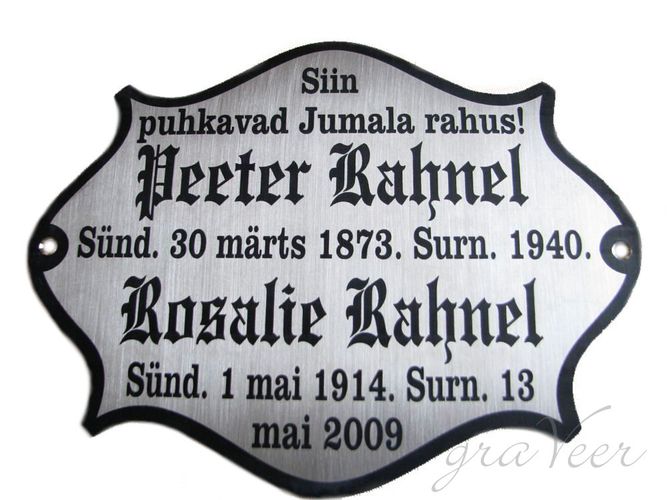 Siin
puhkavad Jumala rahus!
Peeter Rahnel
Sünd. 30 märts 1873. Surn. 1940.
Rosalie Rahnel
Sünd. 1 mai 1914. Surn. 13
mai 2009
graVeer